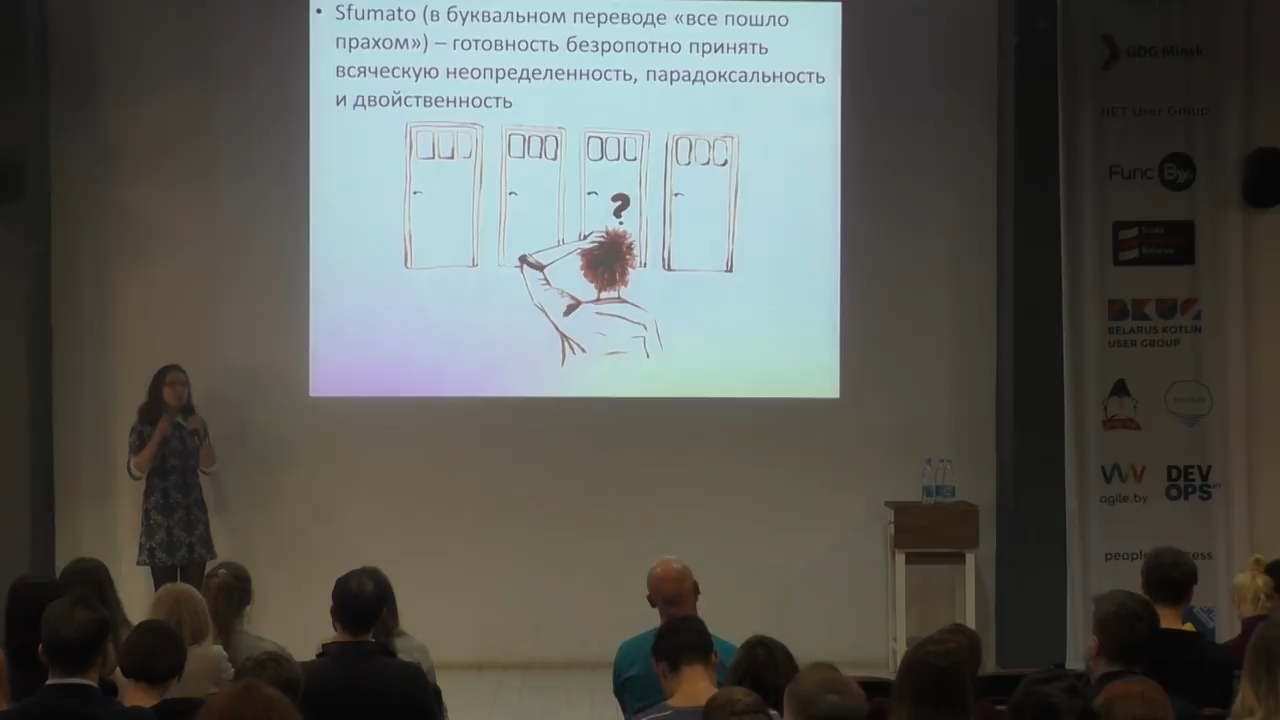 • Sfumato (в буквальном переводе «все пошло
прахом») – готовность безропотно принять
всяческую неопределенность, парадоксальность
и двойственность
?
GDG Minsk
NET User Group
Func
BKUG
BELARUS KOTLIN
USER GROUP
agile.by
DEV
OPS
people